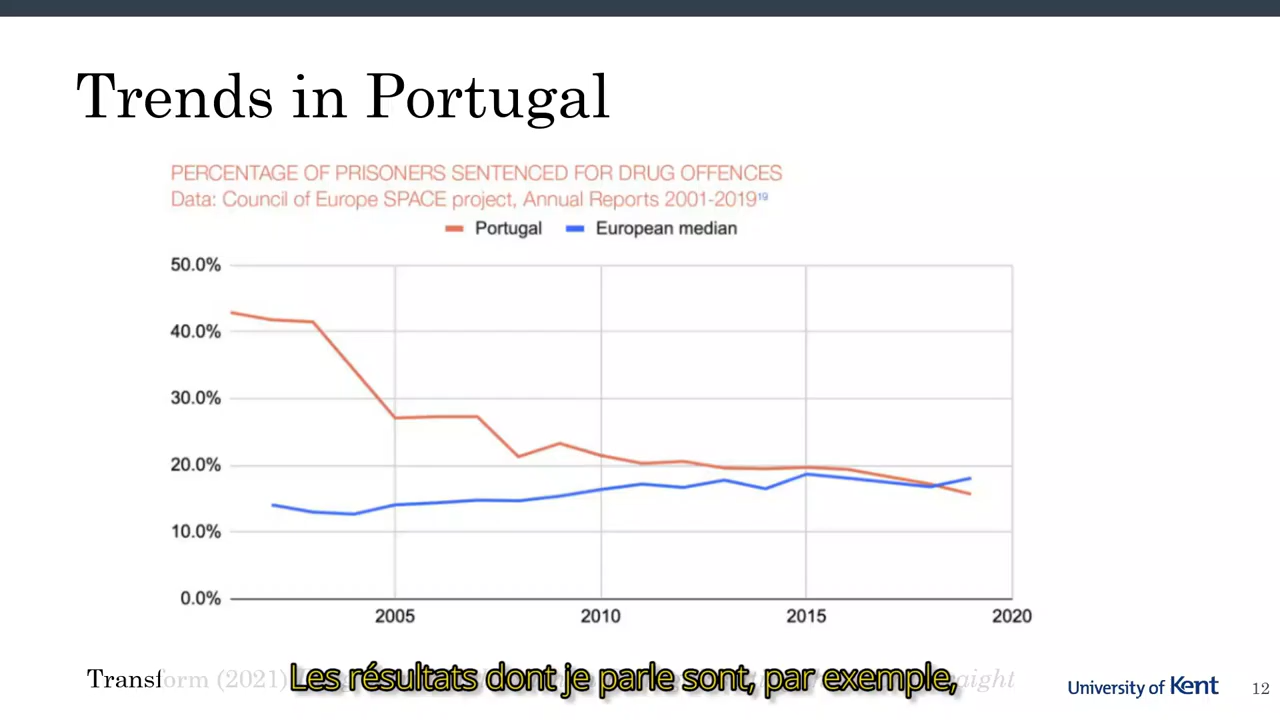 Trends in Portugal
PERCENTAGE OF PRISONERS SENTENCED FOR DRUG OFFENCES
Data: Council of Europe SPACE project, Annual Reports 2001-2019¹⁹
Portugal European median
50.0%
40.0%
30.0%
20.0%
10.0%
0.0%
2005 2010 2015 2020
Transform (2021)
Les résultats dont je parle sont, par exemple,
University of Kent
12